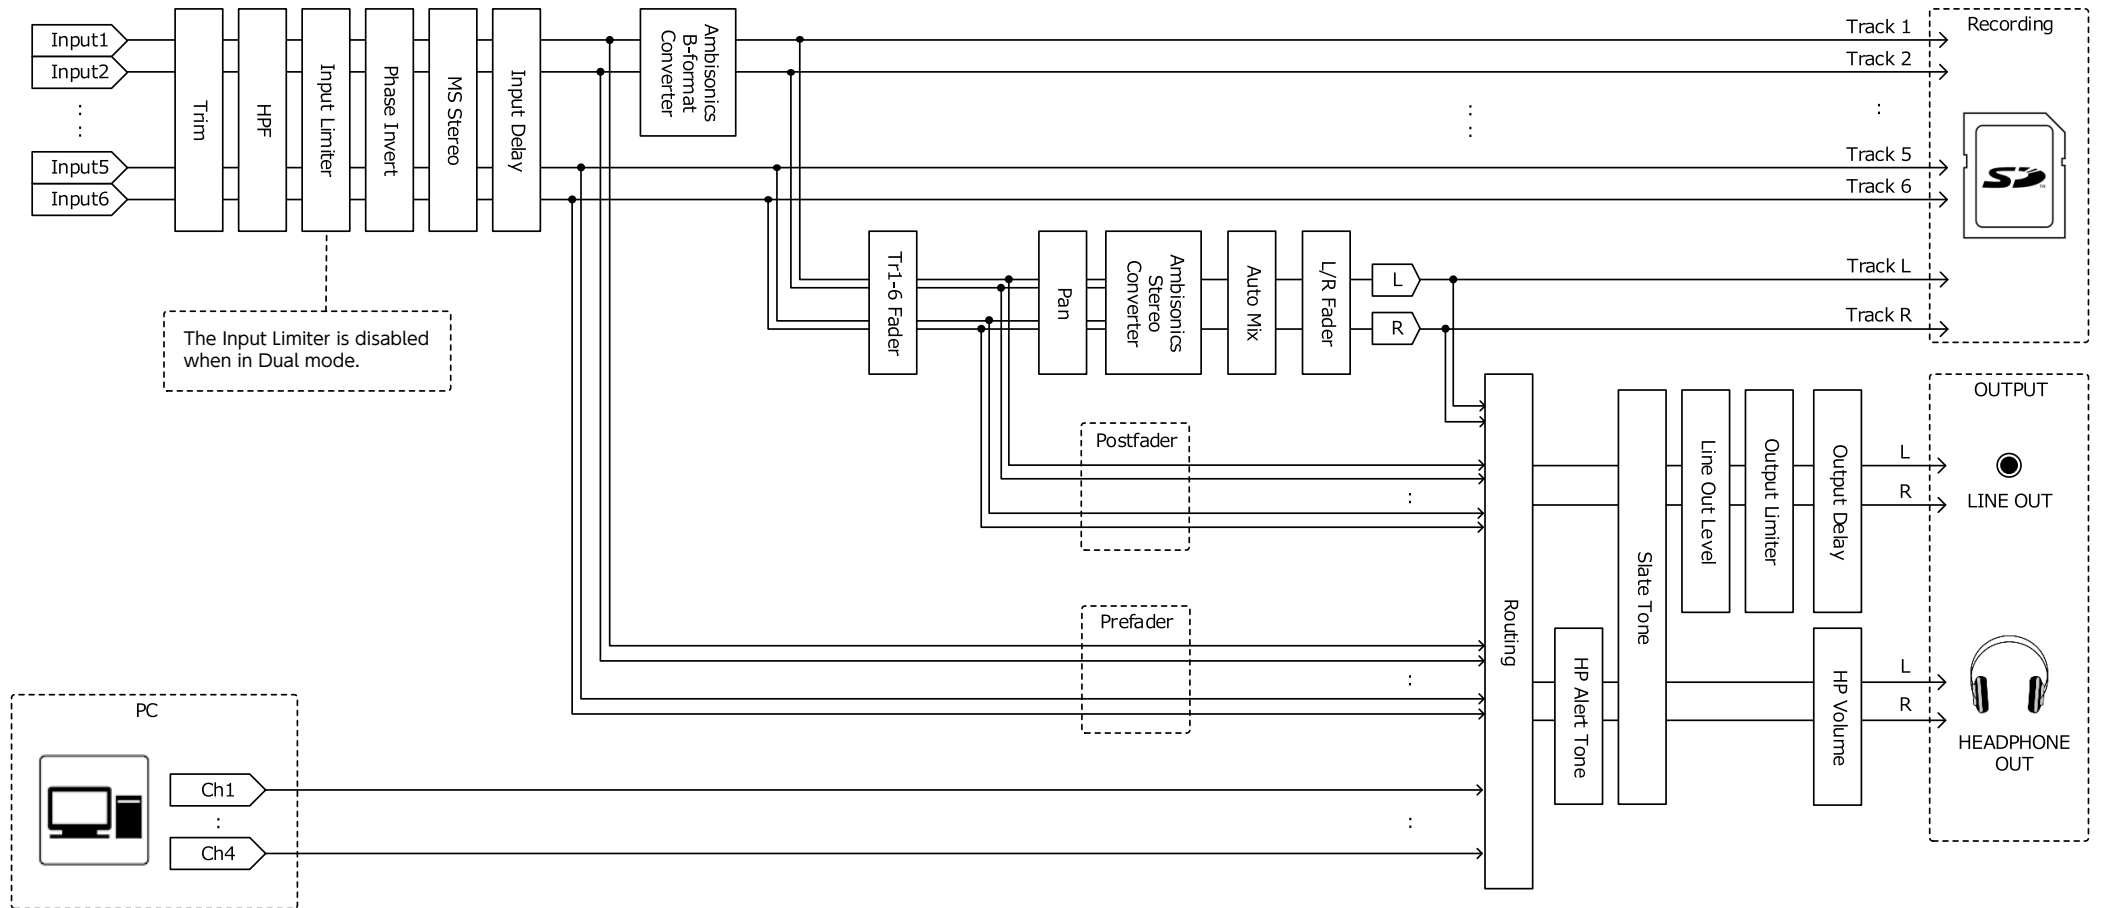 Input1
Input2
:
:
Input5
Input6
Trim
HPF
Input Limiter
Phase Invert
MS Stereo
Input Delay
Ambisonics
B-format
Converter
Track 1
Track 2
:
:
:
Track 5
Track 6
Track L
Track R
Recording
SD
TM
The Input Limiter is disabled
when in Dual mode.
Tr1-6 Fader
Pan
Ambisonics
Stereo
Converter
Auto Mix
L/R Fader
L
R
Postfader
:
Prefader
:
Routing
HP Alert Tone
Slate Tone
Line Out Level
Output Limiter
Output Delay
HP Volume
OUTPUT
L
R
LINE OUT
L
R
HEADPHONE
OUT
PC
Ch1
:
Ch4
: